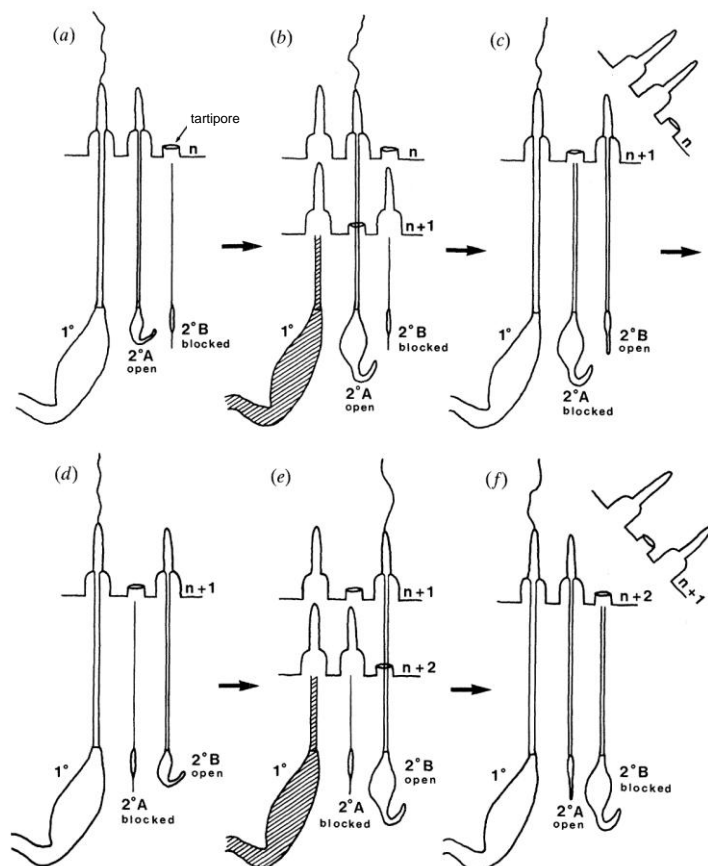 (a)
(b)
(c)
tartipore
n
n
n
n+1
n+1
1°
2°A
open
2°B
blocked
1°
2°A
open
2°B
blocked
1°
2°A
blocked
2°B
open
(d)
(e)
(f)
n+1
n+1
n+2
n+2
n+1
1°
2°A
blocked
2°B
open
1°
2°A
blocked
2°B
open
1°
2°A
open
2°B
blocked